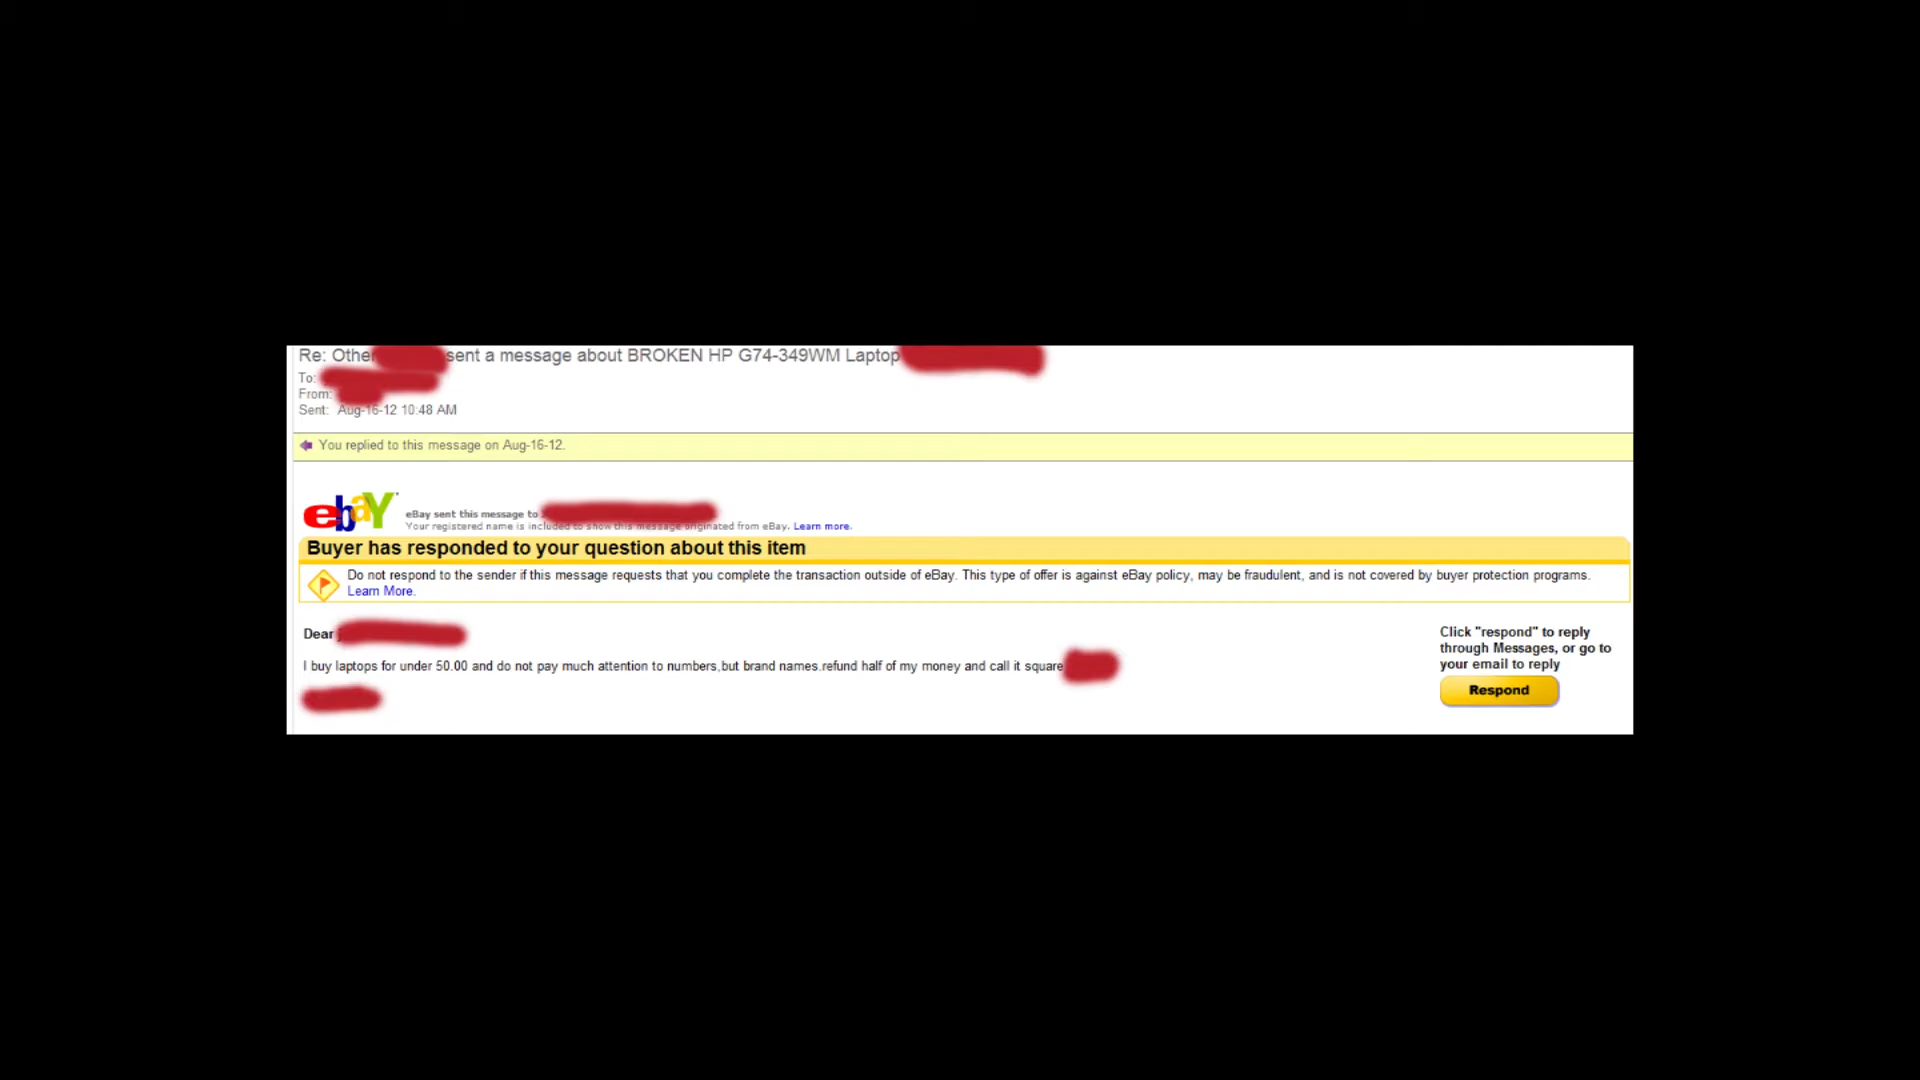 Re: Other sent a message about BROKEN HP G74-349WM Laptop
To:
From:
Sent: Aug-16-12 10:48 AM
You replied to this message on Aug-16-12.
ebay
eBay sent this message to
Your registered name is included to show this message originated from eBay. Learn more.
Buyer has responded to your question about this item
Do not respond to the sender if this message requests that you complete the transaction outside of eBay. This type of offer is against eBay policy, may be fraudulent, and is not covered by buyer protection programs.
Learn More.
Dear
I buy laptops for under 50.00 and do not pay much attention to numbers,but brand names.refund half of my money and call it square
Click "respond" to reply
through Messages, or go to
your email to reply
Respond